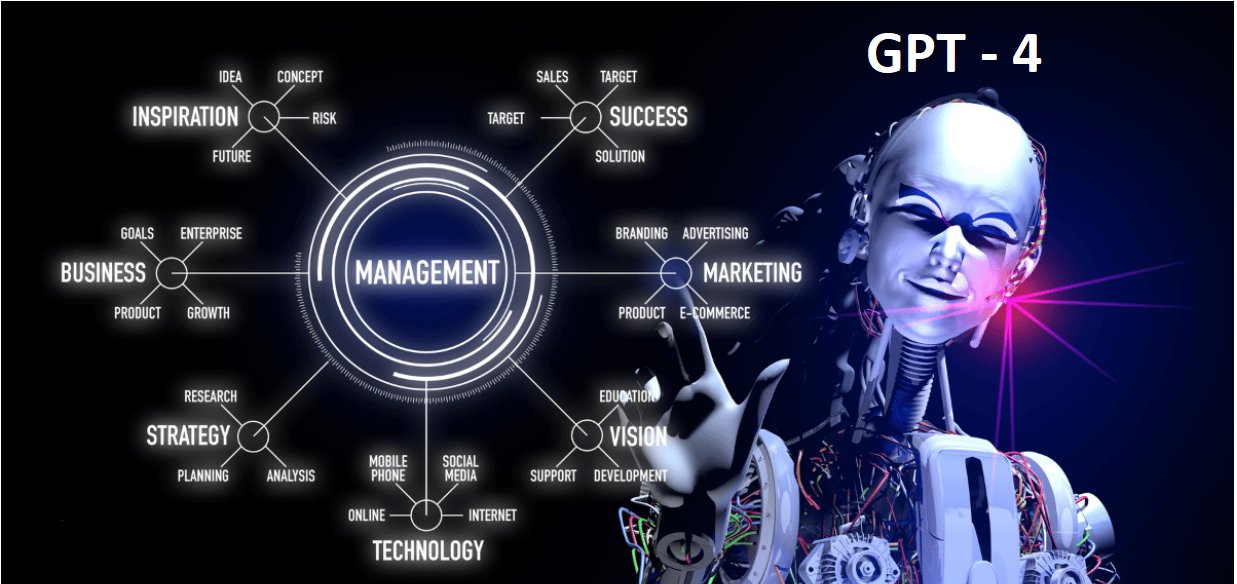 GPT - 4
IDEA
CONCEPT
INSPIRATION
RISK
FUTURE
SALES
TARGET
TARGET
SUCCESS
SOLUTION
GOALS
ENTERPRISE
BUSINESS
PRODUCT
GROWTH
MANAGEMENT
BRANDING
ADVERTISING
MARKETING
PRODUCT
E-COMMERCE
RESEARCH
STRATEGY
PLANNING
ANALYSIS
EDUCATION
VISION
SUPPORT
DEVELOPMENT
MOBILE
PHONE
SOCIAL
MEDIA
ONLINE
INTERNET
TECHNOLOGY